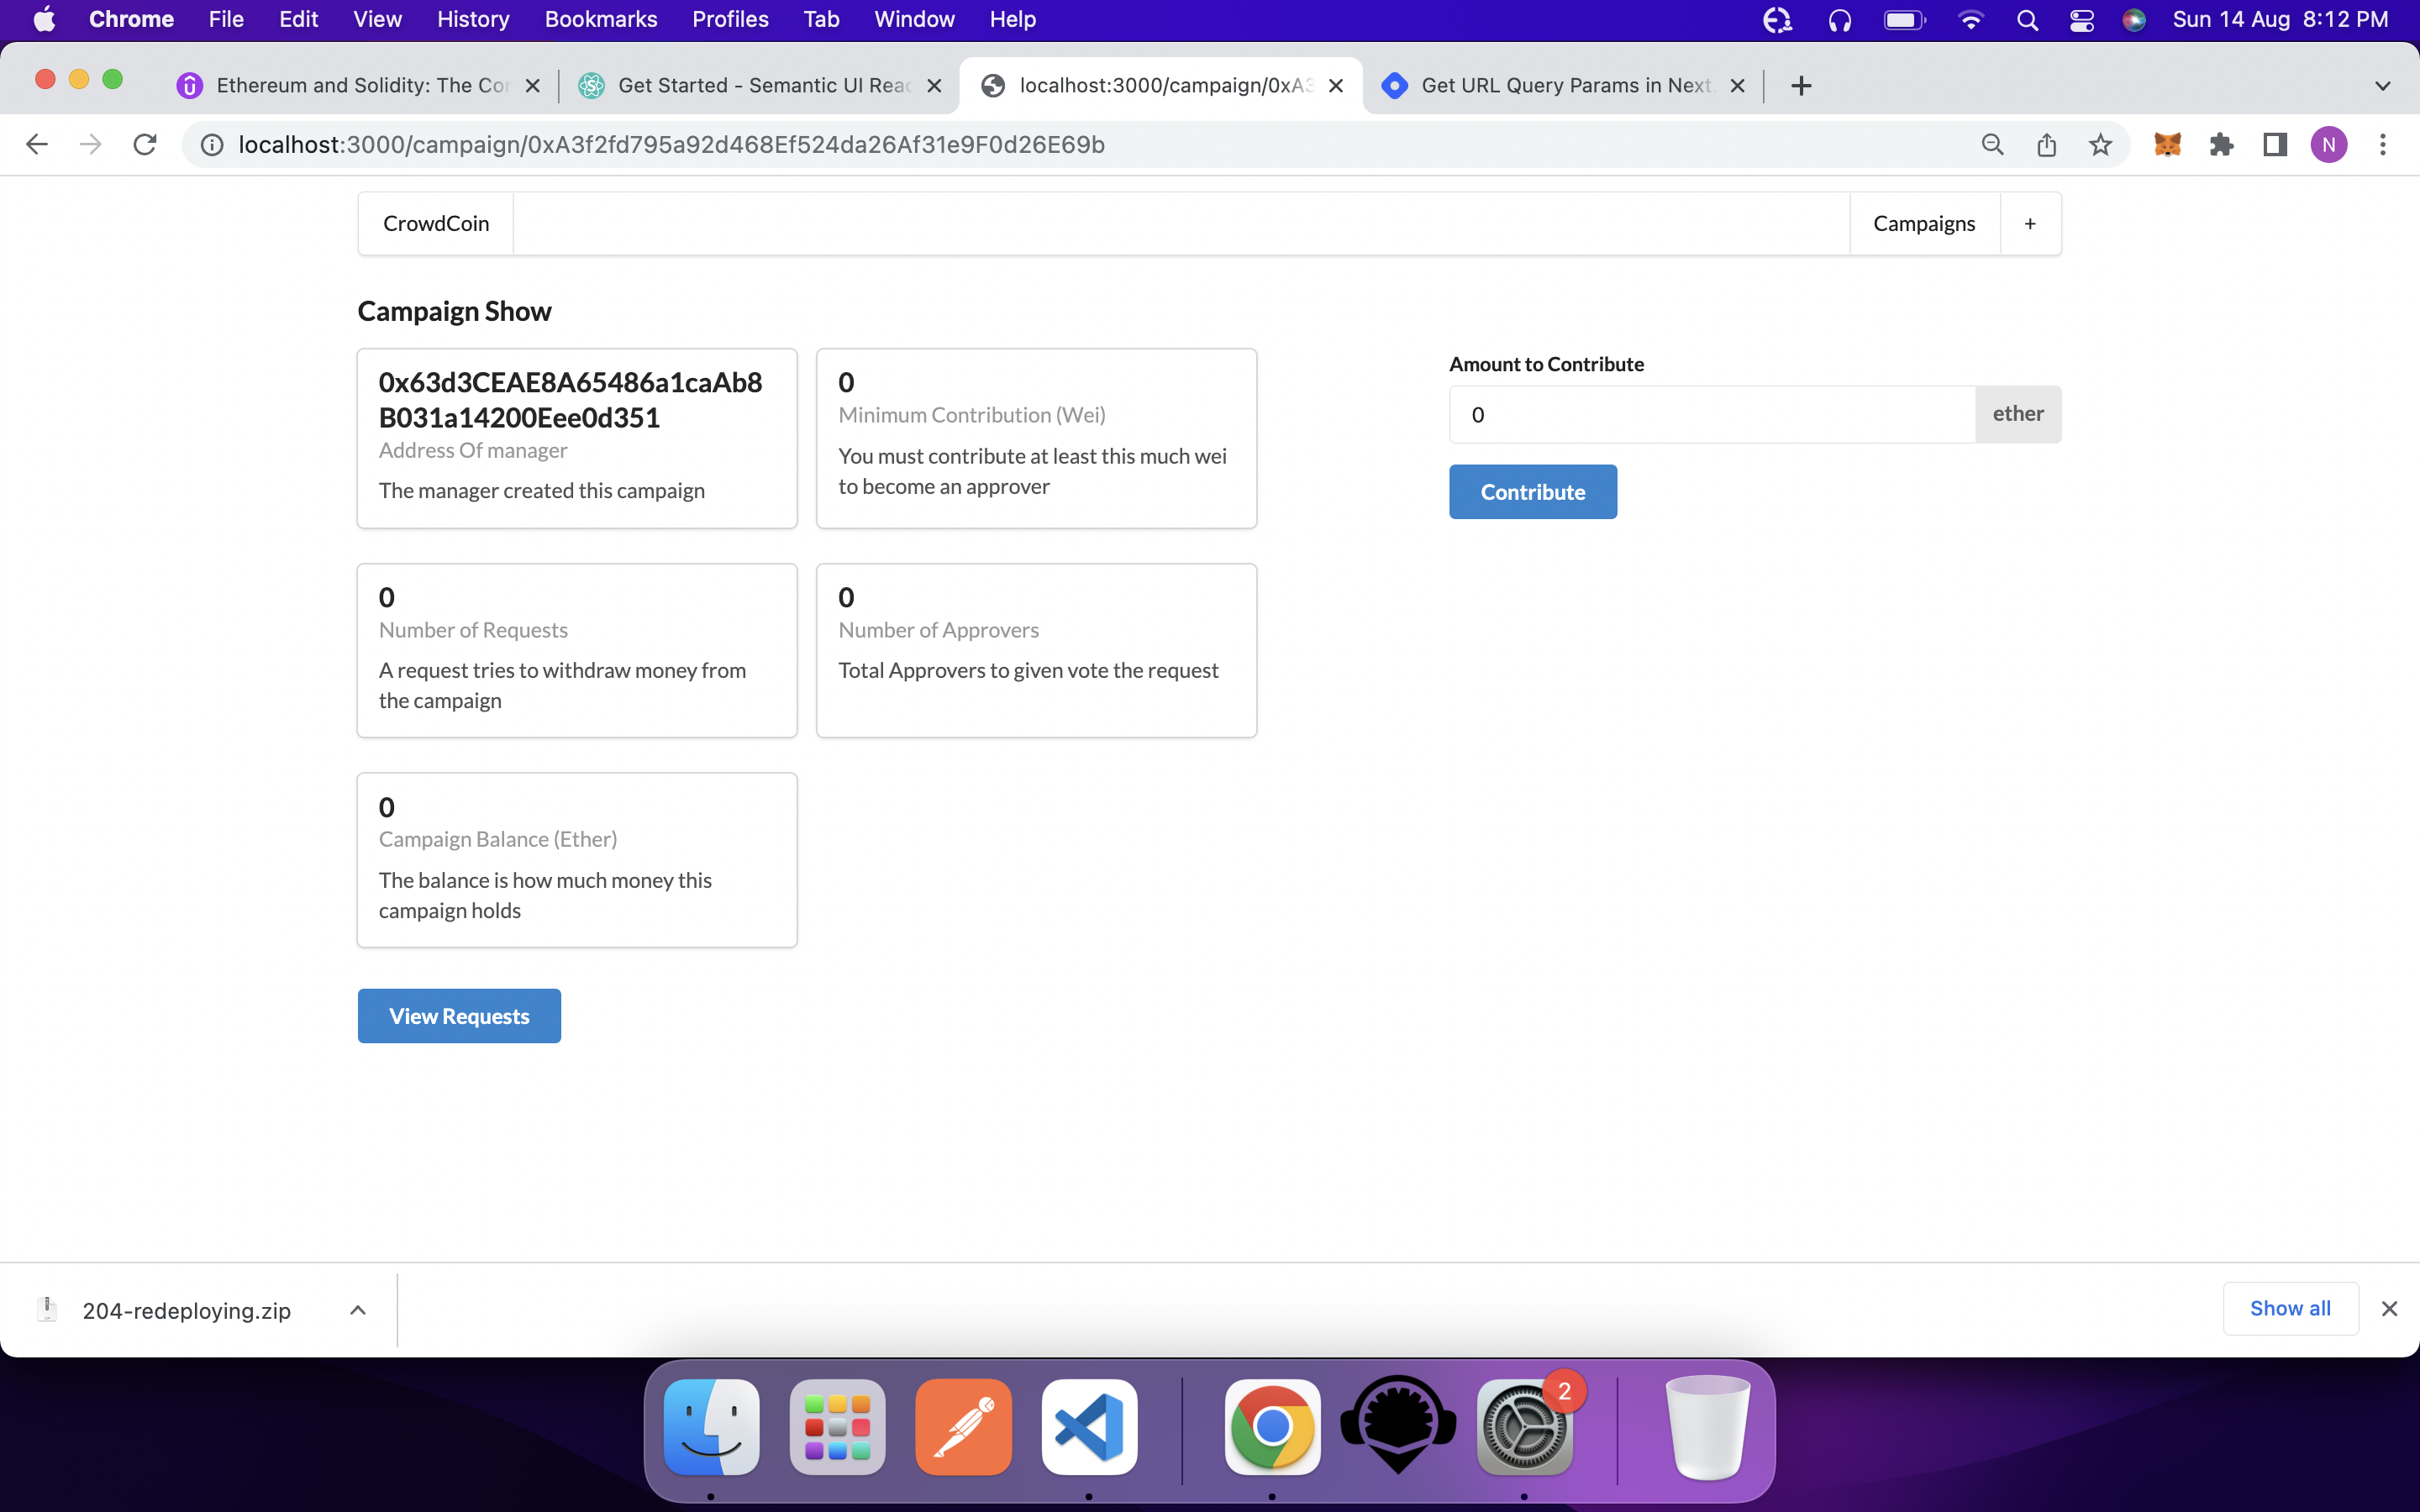 Chrome File Edit View History Bookmarks Profiles Tab Window Help Sun 14 Aug 8:12 PM
Ethereum and Solidity: The Cor Get Started - Semantic UI Reac localhost:3000/campaign/0xA3 Get URL Query Params in Next.
localhost:3000/campaign/0xA3f2fd795a92d468Ef524da26Af31e9F0d26E69b N
CrowdCoin Campaigns +
Campaign Show
0x63d3CEAE8A65486a1caAb8
B031a14200Eee0d351
Address Of manager
The manager created this campaign
0
Minimum Contribution (Wei)
You must contribute at least this much wei
to become an approver
Amount to Contribute
0 ether
Contribute
0
Number of Requests
A request tries to withdraw money from
the campaign
0
Number of Approvers
Total Approvers to given vote the request
0
Campaign Balance (Ether)
The balance is how much money this
campaign holds
View Requests
204-redeploying.zip Show all
2